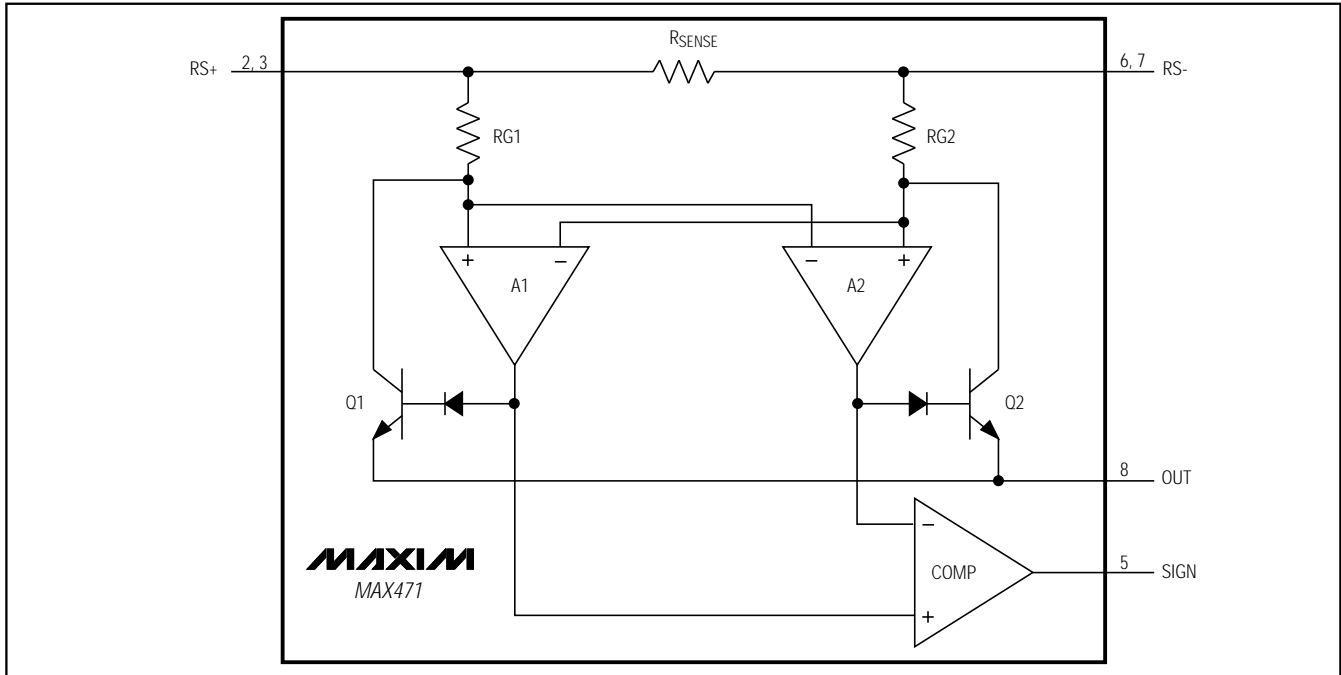 RSENSE
RS+ 2, 3
6, 7 RS-
RG1
RG2
+ −
− +
A1
A2
Q1
Q2
8 OUT
−
COMP
5 SIGN
+
MAXIM
MAX471